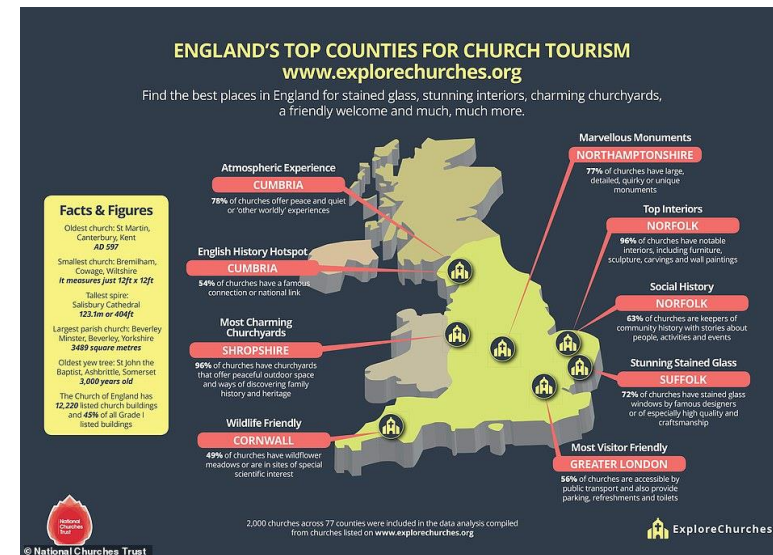 ENGLAND'S TOP COUNTIES FOR CHURCH TOURISM
www.explorechurches.org
Find the best places in England for stained glass, stunning interiors, charming churchyards,
a friendly welcome and much, much more.
Facts & Figures
Oldest church: St Martin,
Canterbury, Kent
AD 597
Smallest church: Bremilham,
Cowage, Wiltshire
It measures just 12ft x 12ft
Tallest spire:
Salisbury Cathedral
123.1m or 404ft
Largest parish church: Beverley
Minster, Beverley, Yorkshire
3489 square metres
Oldest yew tree: St John the
Baptist, Ashbrittle, Somerset
3,000 years old
The Church of England has
12,220 listed church buildings
and 45% of all Grade I
listed buildings
Atmospheric Experience
CUMBRIA
78% of churches offer peace and quiet
or 'other worldly' experiences
English History Hotspot
CUMBRIA
54% of churches have a famous
connection or national link
Most Charming
Churchyards
SHROPSHIRE
96% of churches have churchyards
that offer peaceful outdoor space
and ways of discovering family
history and heritage
Wildlife Friendly
CORNWALL
49% of churches have wildflower
meadows or are in sites of special
scientific interest
Marvellous Monuments
NORTHAMPTONSHIRE
77% of churches have large,
detailed, quirky or unique
monuments
Top Interiors
NORFOLK
96% of churches have notable
interiors, including furniture,
sculpture, carvings and wall paintings
Social History
NORFOLK
63% of churches are keepers of
community history with stories about
people, activities and events
Stunning Stained Glass
SUFFOLK
72% of churches have stained glass
windows by famous designers
or of especially high quality and
craftsmanship
Most Visitor Friendly
GREATER LONDON
56% of churches are accessible by
public transport and also provide
parking, refreshments and toilets
National
Churches
Trust
2,000 churches across 77 counties were included in the data analysis compiled
from churches listed on www.explorechurches.org
ExploreChurches
© National Churches Trust